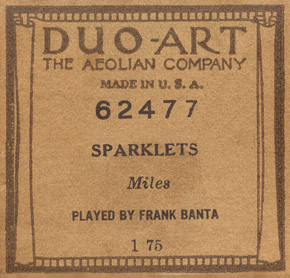 DUO-ART
THE AEOLIAN COMPANY
MADE IN U. S. A.
62477
SPARKLETS
Miles
PLAYED BY FRANK BANTA
1 75